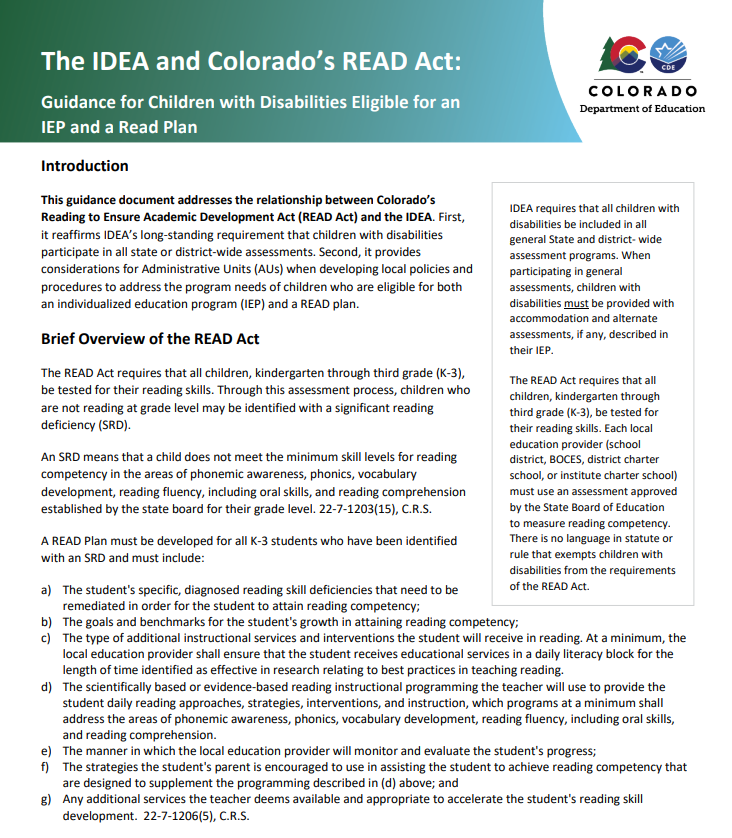 The IDEA and Colorado's READ Act:
Guidance for Children with Disabilities Eligible for an
IEP and a Read Plan
CDE
COLORADO
Department of Education
Introduction
This guidance document addresses the relationship between Colorado's
Reading to Ensure Academic Development Act (READ Act) and the IDEA. First,
it reaffirms IDEA's long-standing requirement that children with disabilities
participate in all state or district-wide assessments. Second, it provides
considerations for Administrative Units (AUs) when developing local policies and
procedures to address the program needs of children who are eligible for both
an individualized education program (IEP) and a READ plan.
Brief Overview of the READ Act
The READ Act requires that all children, kindergarten through third grade (K-3),
be tested for their reading skills. Through this assessment process, children who
are not reading at grade level may be identified with a significant reading
deficiency (SRD).
An SRD means that a child does not meet the minimum skill levels for reading
competency in the areas of phonemic awareness, phonics, vocabulary
development, reading fluency, including oral skills, and reading comprehension
established by the state board for their grade level. 22-7-1203(15), C.R.S.
A READ Plan must be developed for all K-3 students who have been identified
with an SRD and must include:
IDEA requires that all children with
disabilities be included in all
general State and district- wide
assessment programs. When
participating in general
assessments, children with
disabilities must be provided with
accommodation and alternate
assessments, if any, described in
their IEP.
The READ Act requires that all
children, kindergarten through
third grade (K-3), be tested for
their reading skills. Each local
education provider (school
district, BOCES, district charter
school, or institute charter school)
must use an assessment approved
by the State Board of Education
to measure reading competency.
There is no language in statute or
rule that exempts children with
disabilities from the requirements
of the READ Act.
a) The student's specific, diagnosed reading skill deficiencies that need to be
remediated in order for the student to attain reading competency;
b) The goals and benchmarks for the student's growth in attaining reading competency;
c) The type of additional instructional services and interventions the student will receive in reading. At a minimum, the
local education provider shall ensure that the student receives educational services in a daily literacy block for the
length of time identified as effective in research relating to best practices in teaching reading.
d) The scientifically based or evidence-based reading instructional programming the teacher will use to provide the
student daily reading approaches, strategies, interventions, and instruction, which programs at a minimum shall
address the areas of phonemic awareness, phonics, vocabulary development, reading fluency, including oral skills,
and reading comprehension.
e) The manner in which the local education provider will monitor and evaluate the student's progress;
f) The strategies the student's parent is encouraged to use in assisting the student to achieve reading competency that
are designed to supplement the programming described in (d) above; and
g) Any additional services the teacher deems available and appropriate to accelerate the student's reading skill
development. 22-7-1206(5), C.R.S.